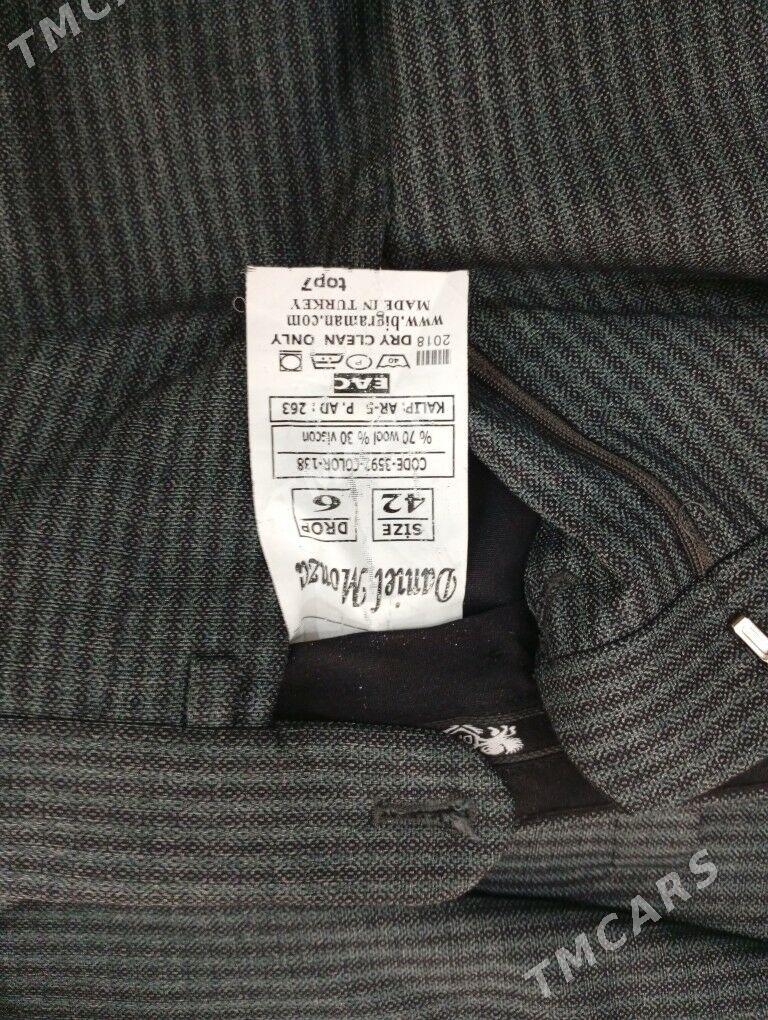 TMCARS
Daniel Monza
SIZE DROP
42 6
CODE-3597-COLOR-138
% 70 wool % 30 viscon
KALIP: AR-5 P. AD : 263
EAC
40 P
2018 DRY CLEAN ONLY
www.bigraman.com
MADE IN TURKEY
top7
TMCARS